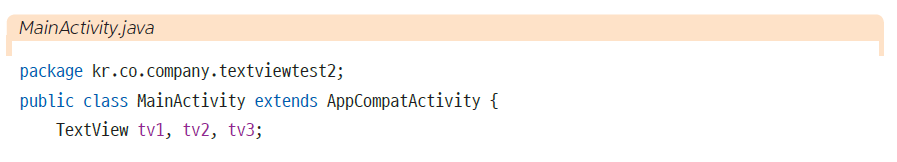 MainActivity.java
package kr.co.company.textviewtest2;
public class MainActivity extends AppCompatActivity {
    TextView tv1, tv2, tv3;